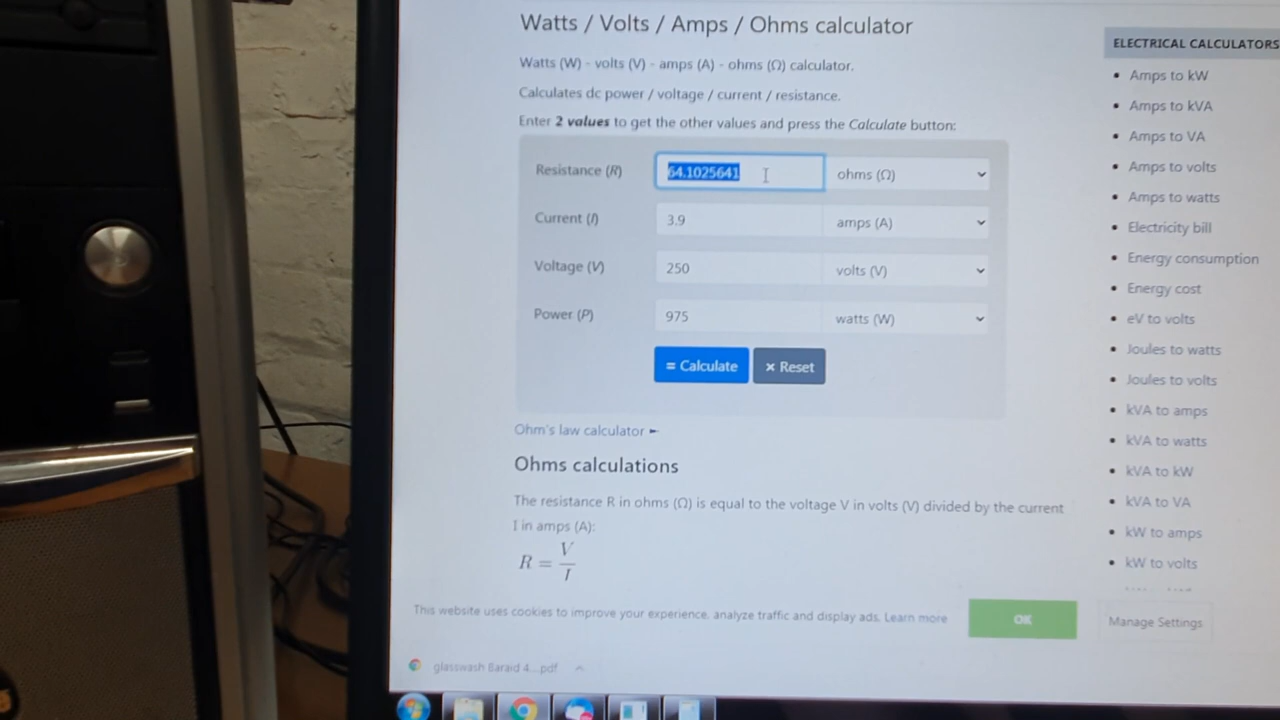 Watts / Volts / Amps / Ohms calculator
Watts (W) - volts (V) - amps (A) - ohms (Ω) calculator.
Calculates dc power / voltage / current / resistance.
Enter 2 values to get the other values and press the Calculate button:
Resistance (R) 64.1025641 ohms (Ω)
Current (I) 3.9 amps (A)
Voltage (V) 250 volts (V)
Power (P) 975 watts (W)
= Calculate × Reset
Ohm's law calculator ►
Ohms calculations
The resistance R in ohms (Ω) is equal to the voltage V in volts (V) divided by the current
I in amps (A):
R = V / I
This website uses cookies to improve your experience, analyze traffic and display ads. Learn more
OK
Manage Settings
glasswash Baraid 4....pdf
ELECTRICAL CALCULATORS
Amps to kW
Amps to kVA
Amps to VA
Amps to volts
Amps to watts
Electricity bill
Energy consumption
Energy cost
eV to volts
Joules to watts
Joules to volts
kVA to amps
kVA to watts
kVA to kW
kVA to VA
kW to amps
kW to volts